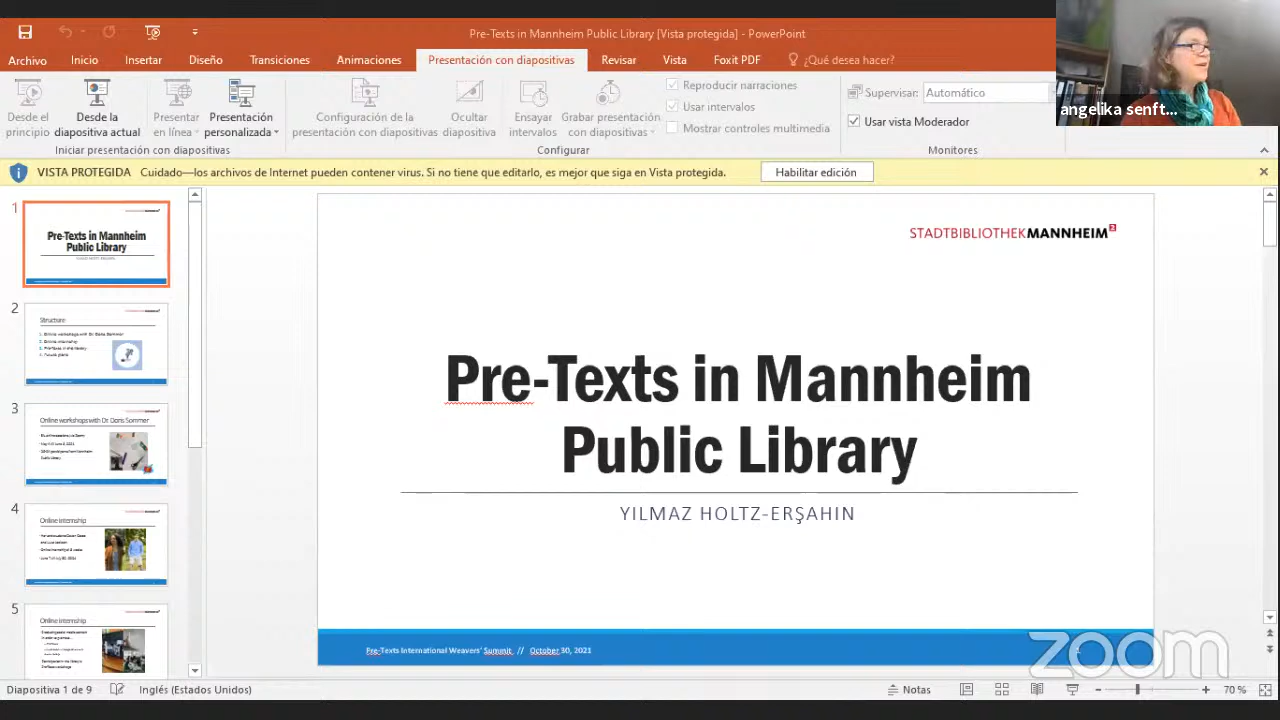 Pre-Texts in Mannheim Public Library [Vista protegida] - PowerPoint
Archivo Inicio Insertar Diseño Transiciones Animaciones Presentación con diapositivas Revisar Vista Foxit PDF ¿Qué desea hacer?
Desde el principio
Desde la diapositiva actual
Presentar en línea
Presentación personalizada
Iniciar presentación con diapositivas
Configuración de la presentación con diapositivas
Ocultar diapositiva
Ensayar intervalos
Grabar presentación con diapositivas
Reproducir narraciones
Usar intervalos
Mostrar controles multimedia
Configurar
Supervisar: Automático
Usar vista Moderador
Monitores
angelika senft...
VISTA PROTEGIDA Cuidado—los archivos de Internet pueden contener virus. Si no tiene que editarlo, es mejor que siga en Vista protegida. Habilitar edición
1
Pre-Texts in Mannheim
Public Library
2
Structure
3
Online workshops with Dr. Doris Sommer
4
Online internship
5
Online internship
STADTBIBLIOTHEKMANNHEIM²
Pre-Texts in Mannheim
Public Library
YILMAZ HOLTZ-ERŞAHIN
Pre-Texts International Weavers' Summit // October 30, 2021
zoom
Diapositiva 1 de 9 Inglés (Estados Unidos) Notas 70 %